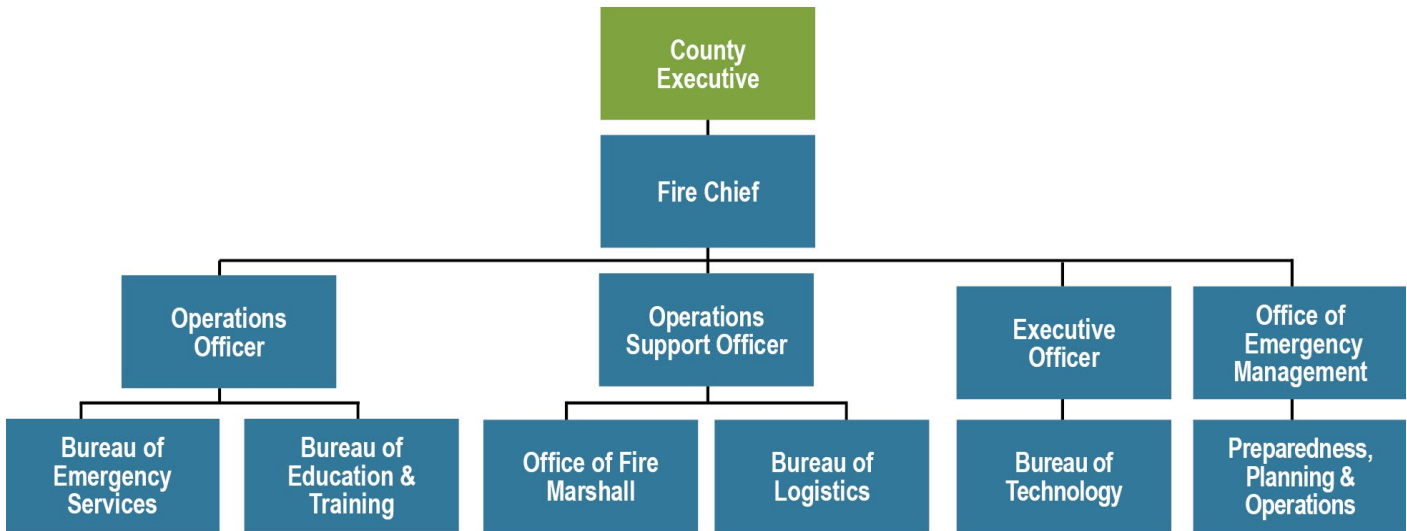 County
Executive
Fire Chief
Operations
Officer
Operations
Support Officer
Executive
Officer
Office of
Emergency
Management
Bureau of
Emergency
Services
Bureau of
Education &
Training
Office of Fire
Marshall
Bureau of
Logistics
Bureau of
Technology
Preparedness,
Planning &
Operations